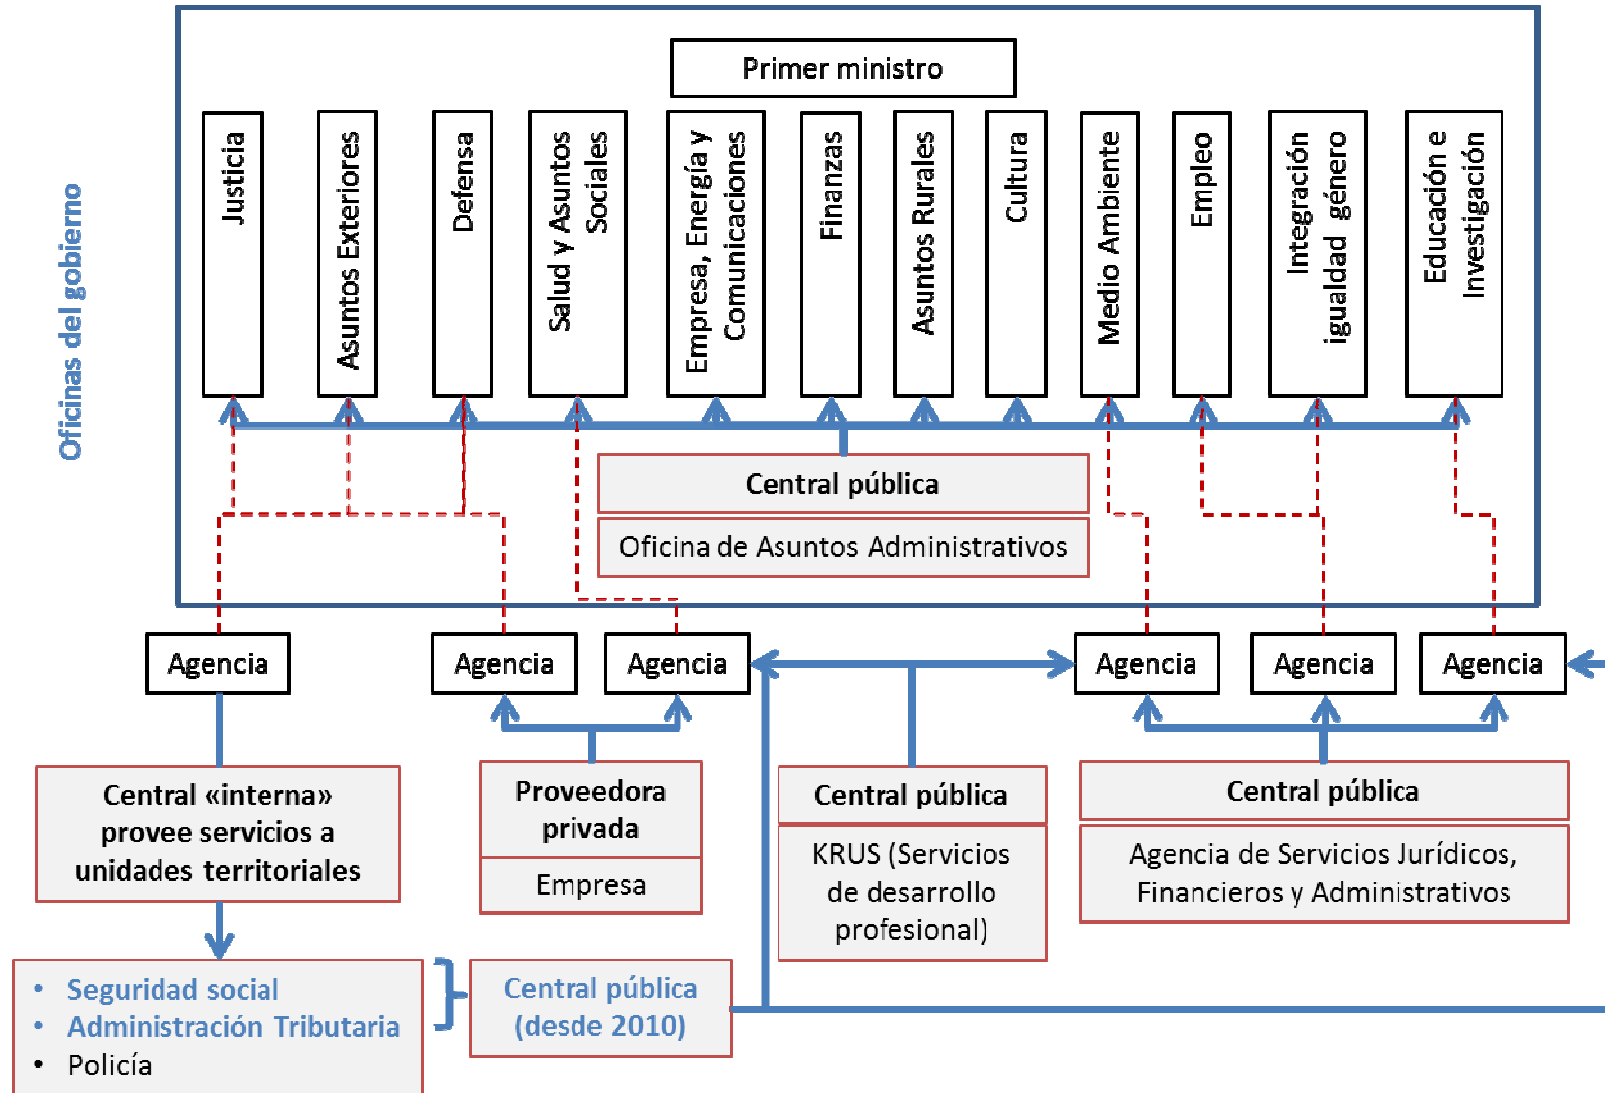 Oficinas del gobierno
Primer ministro
Justicia
Asuntos Exteriores
Defensa
Salud y Asuntos
Sociales
Empresa, Energía y
Comunicaciones
Finanzas
Asuntos Rurales
Cultura
Medio Ambiente
Empleo
Integración
igualdad género
Educación e
Investigación
Central pública
Oficina de Asuntos Administrativos
Agencia
Agencia
Agencia
Agencia
Agencia
Agencia
Central «interna»
provee servicios a
unidades territoriales
Proveedora
privada
Empresa
Central pública
KRUS (Servicios
de desarrollo
profesional)
Central pública
Agencia de Servicios Jurídicos,
Financieros y Administrativos
• Seguridad social
• Administración Tributaria
• Policía
Central pública
(desde 2010)